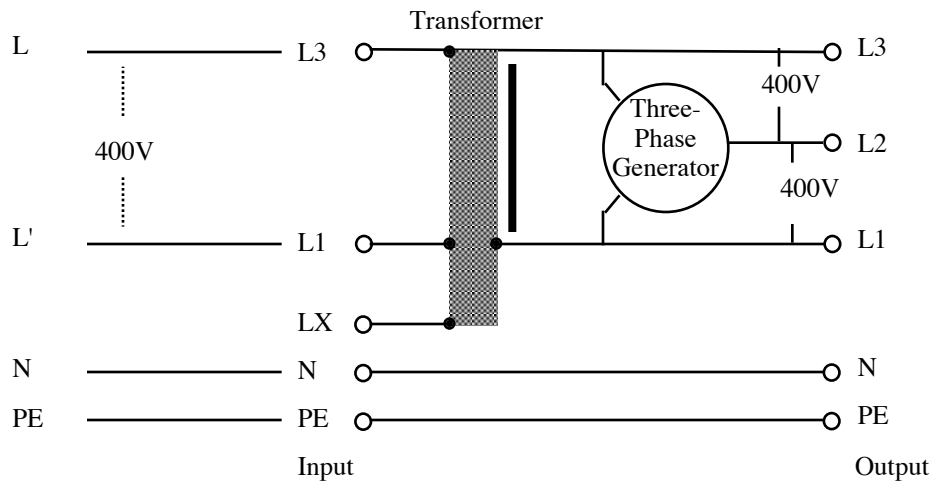 Transformer
L
L3
L3
400V
Three-
Phase
Generator
400V
L2
400V
L'
L1
L1
LX
N
N
N
PE
PE
PE
Input
Output